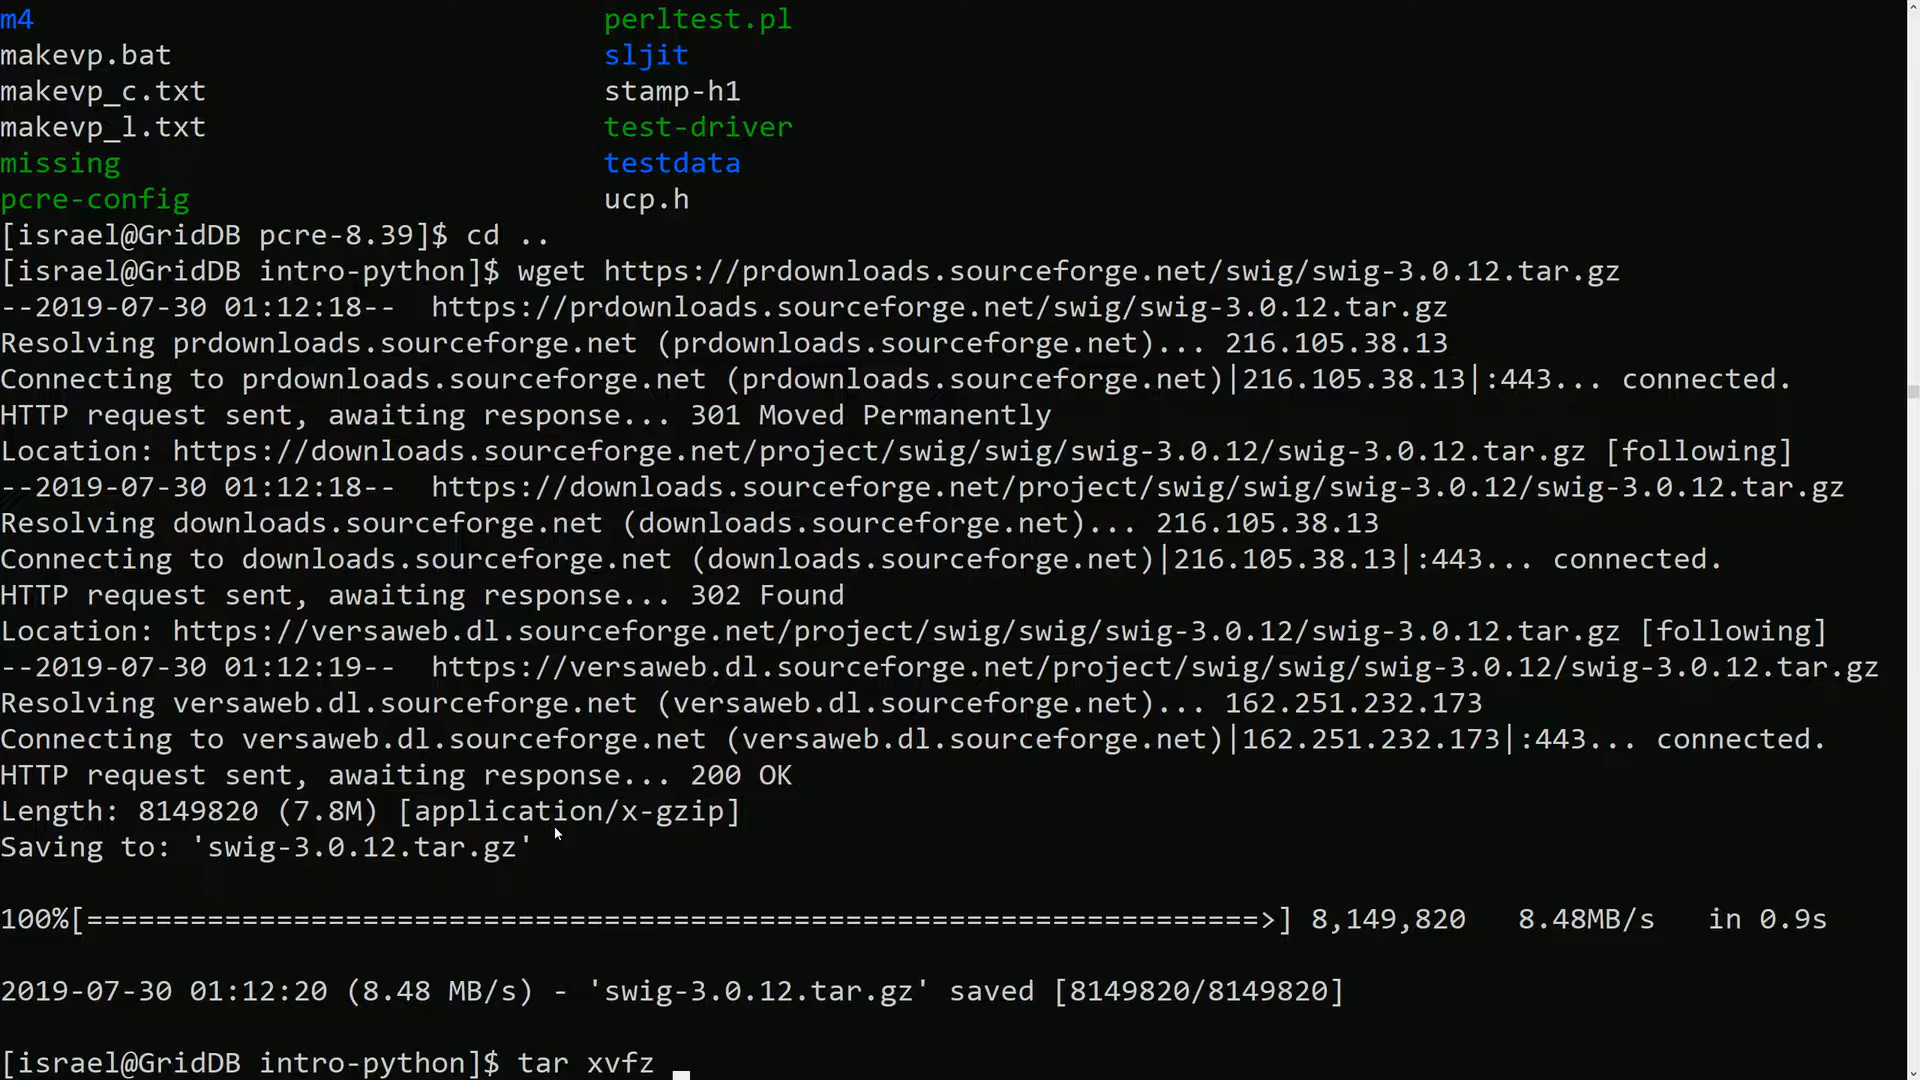 m4 perltest.pl
makevp.bat sljit
makevp_c.txt stamp-h1
makevp_l.txt test-driver
missing testdata
pcre-config ucp.h
[israel@GridDB pcre-8.39]$ cd ..
[israel@GridDB intro-python]$ wget https://prdownloads.sourceforge.net/swig/swig-3.0.12.tar.gz
--2019-07-30 01:12:18--  https://prdownloads.sourceforge.net/swig/swig-3.0.12.tar.gz
Resolving prdownloads.sourceforge.net (prdownloads.sourceforge.net)... 216.105.38.13
Connecting to prdownloads.sourceforge.net (prdownloads.sourceforge.net)|216.105.38.13|:443... connected.
HTTP request sent, awaiting response... 301 Moved Permanently
Location: https://downloads.sourceforge.net/project/swig/swig/swig-3.0.12/swig-3.0.12.tar.gz [following]
--2019-07-30 01:12:18--  https://downloads.sourceforge.net/project/swig/swig/swig-3.0.12/swig-3.0.12.tar.gz
Resolving downloads.sourceforge.net (downloads.sourceforge.net)... 216.105.38.13
Connecting to downloads.sourceforge.net (downloads.sourceforge.net)|216.105.38.13|:443... connected.
HTTP request sent, awaiting response... 302 Found
Location: https://versaweb.dl.sourceforge.net/project/swig/swig/swig-3.0.12/swig-3.0.12.tar.gz [following]
--2019-07-30 01:12:19--  https://versaweb.dl.sourceforge.net/project/swig/swig/swig-3.0.12/swig-3.0.12.tar.gz
Resolving versaweb.dl.sourceforge.net (versaweb.dl.sourceforge.net)... 162.251.232.173
Connecting to versaweb.dl.sourceforge.net (versaweb.dl.sourceforge.net)|162.251.232.173|:443... connected.
HTTP request sent, awaiting response... 200 OK
Length: 8149820 (7.8M) [application/x-gzip]
Saving to: 'swig-3.0.12.tar.gz'
100%[====================================================================>] 8,149,820   8.48MB/s   in 0.9s
2019-07-30 01:12:20 (8.48 MB/s) - 'swig-3.0.12.tar.gz' saved [8149820/8149820]
[israel@GridDB intro-python]$ tar xvfz